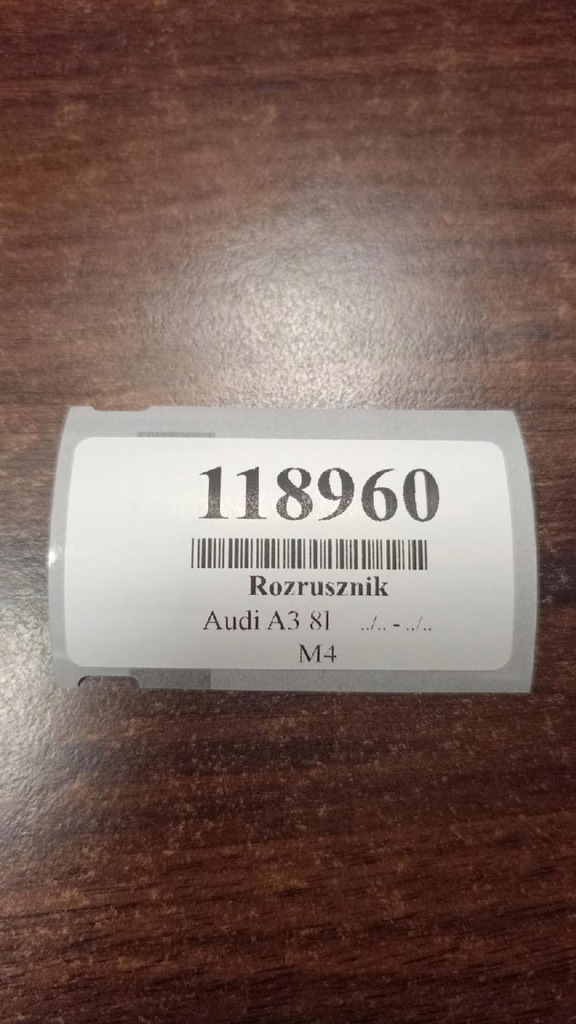 118960
Rozrusznik
Audi A3 8l ../.. - ../..
M4